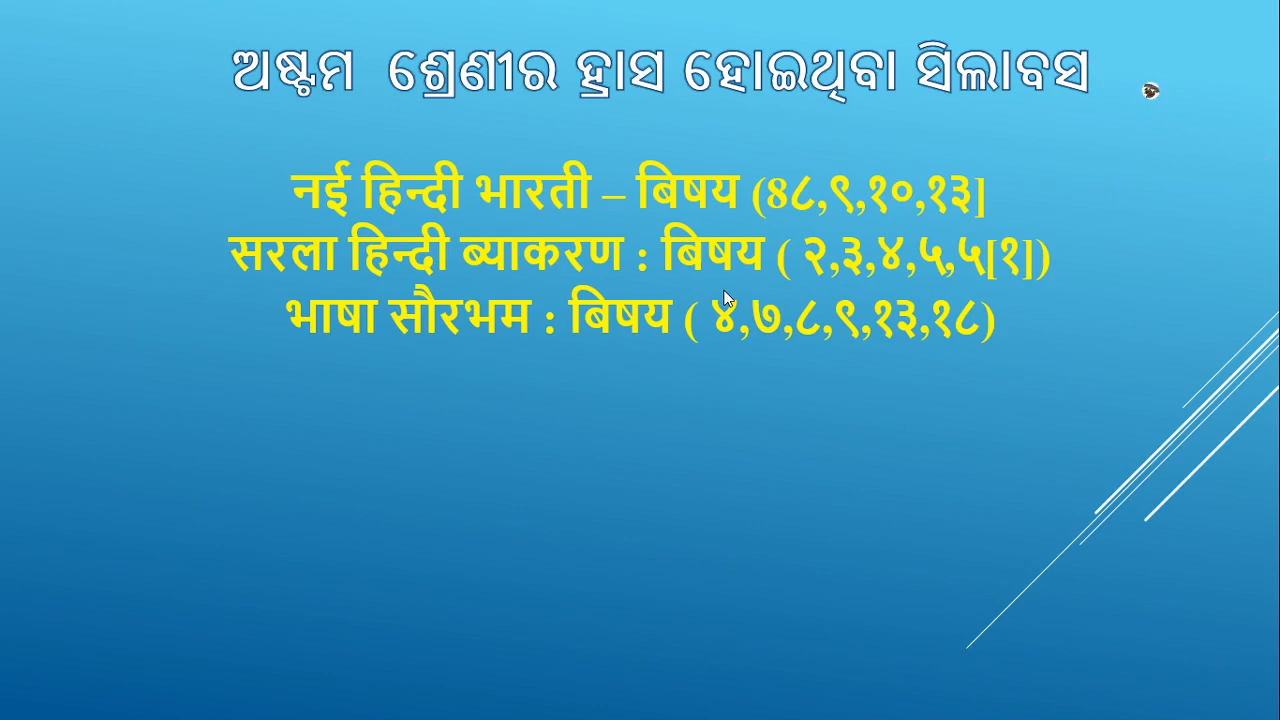 ଅଷ୍ଟମ ଶ୍ରେଣୀର ହ୍ରାସ ହୋଇଥିବା ସିଲାବସ
नई हिन्दी भारती – बिषय (8८,९,१०,१३]
सरला हिन्दी ब्याकरण : बिषय ( २,३,४,५,५[१])
भाषा सौरभम : बिषय ( ४,७,८,९,१३,१८)